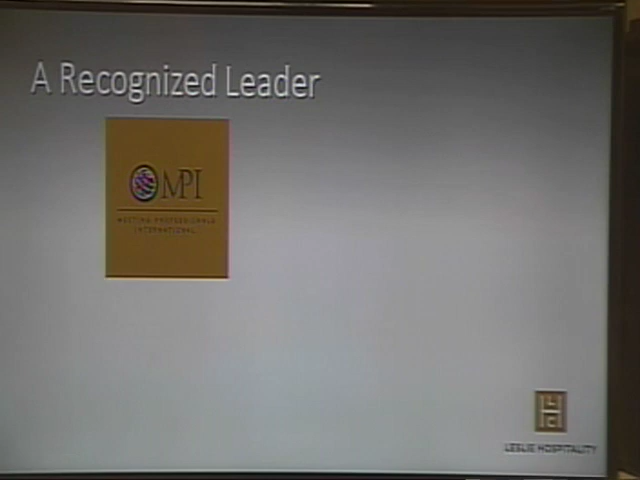 A Recognized Leader
MPI
MEETING PROFESSIONALS
INTERNATIONAL
LESLIE HOSPITALITY